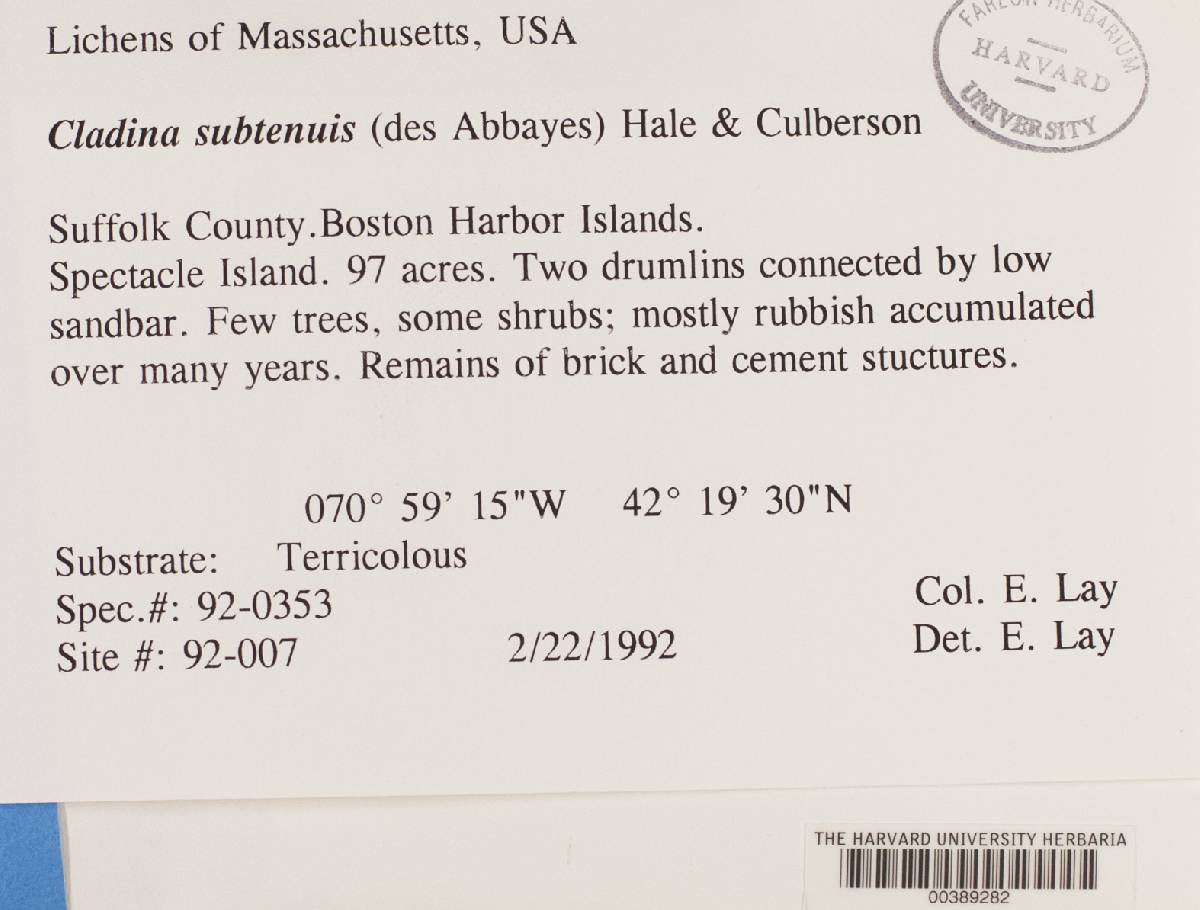 Lichens of Massachusetts, USA
FARLOW HERBARIUM
HARVARD
UNIVERSITY
Cladina subtenuis (des Abbayes) Hale & Culberson
Suffolk County.Boston Harbor Islands.
Spectacle Island. 97 acres. Two drumlins connected by low
sandbar. Few trees, some shrubs; mostly rubbish accumulated
over many years. Remains of brick and cement stuctures.
070° 59’ 15"W 42° 19’ 30"N
Substrate: Terricolous
Spec.#: 92-0353
Site #: 92-007
2/22/1992
Col. E. Lay
Det. E. Lay
THE HARVARD UNIVERSITY HERBARIA
00389282